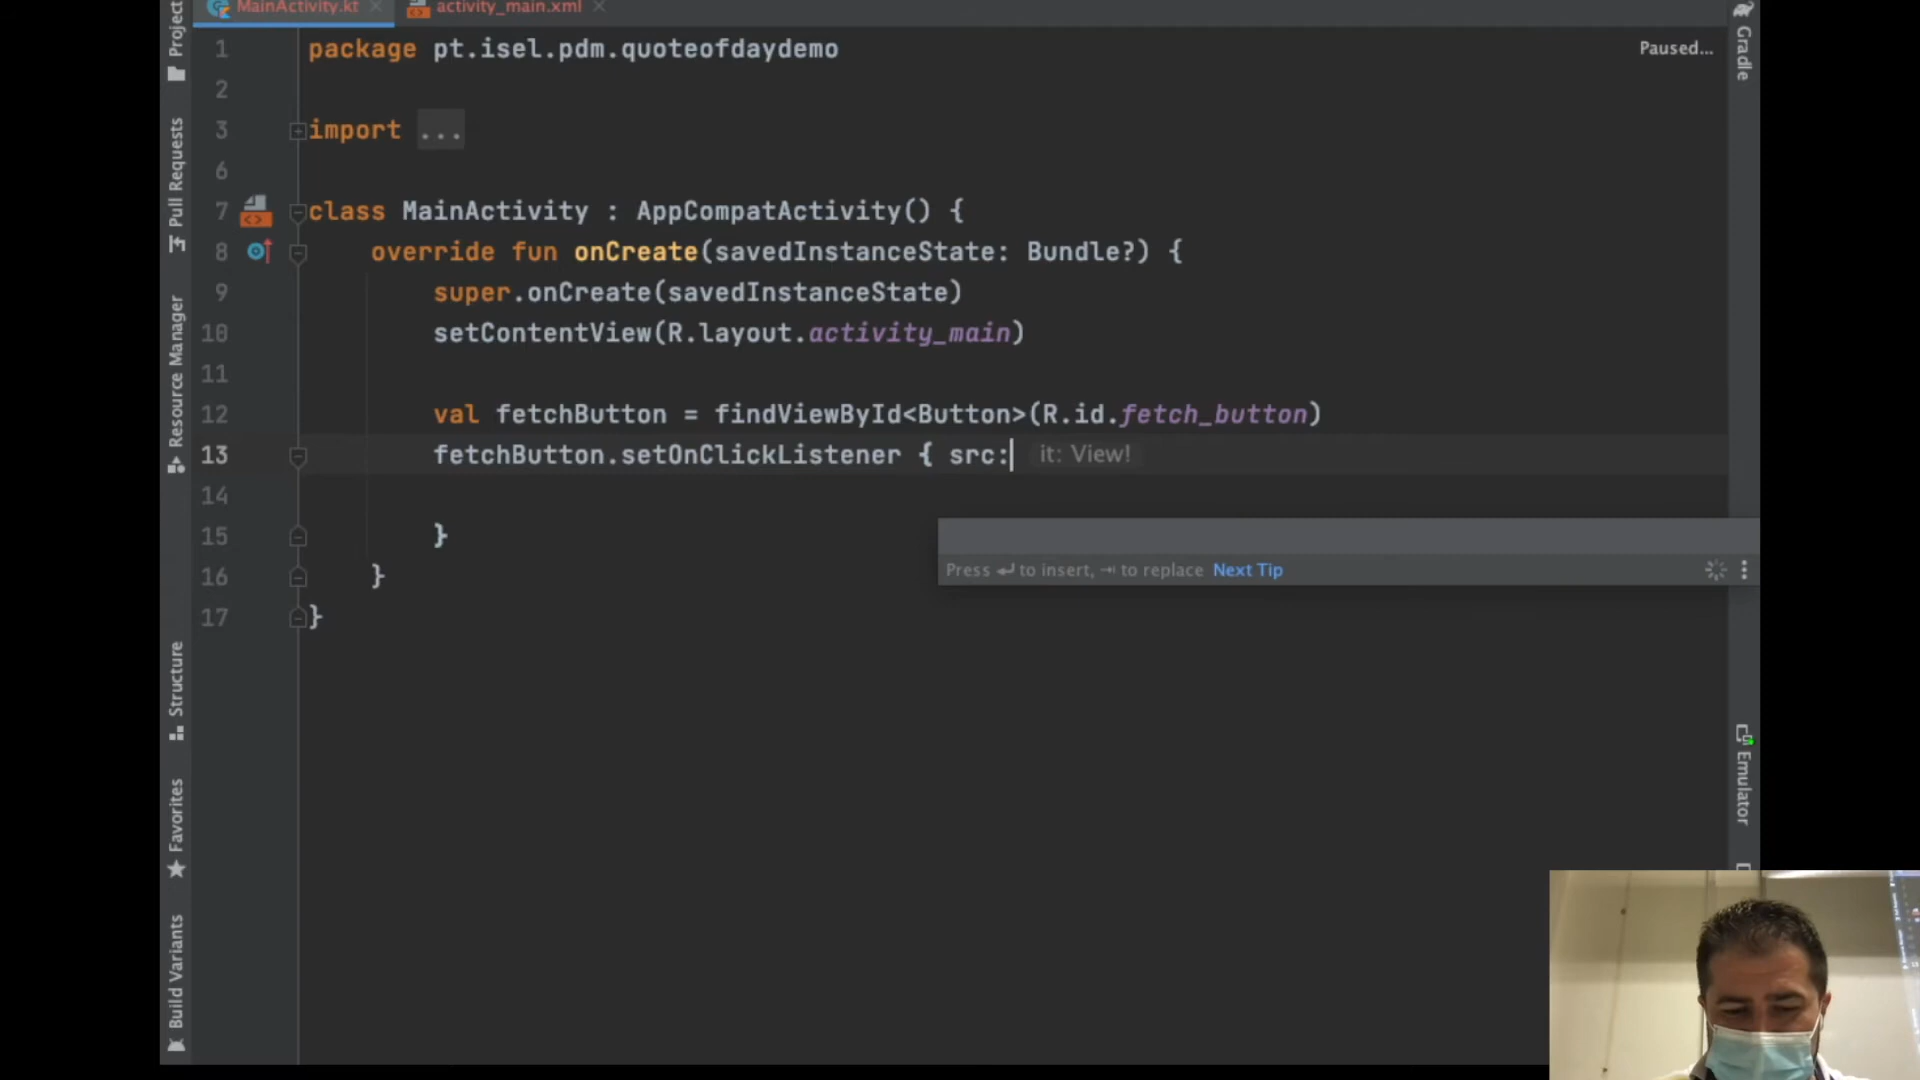 MainActivity.kt
activity_main.xml
Project
Pull Requests
Resource Manager
Structure
Favorites
Build Variants
1 package pt.isel.pdm.quoteofdaydemo
2
3 import ...
6
7 class MainActivity : AppCompatActivity() {
8 override fun onCreate(savedInstanceState: Bundle?) {
9 super.onCreate(savedInstanceState)
10 setContentView(R.layout.activity_main)
11
12 val fetchButton = findViewById<Button>(R.id.fetch_button)
13 fetchButton.setOnClickListener { src: it: View!
14
15 }
16 }
17 }
Press ↵ to insert, ⇥ to replace Next Tip
Paused...
Gradle
Emulator